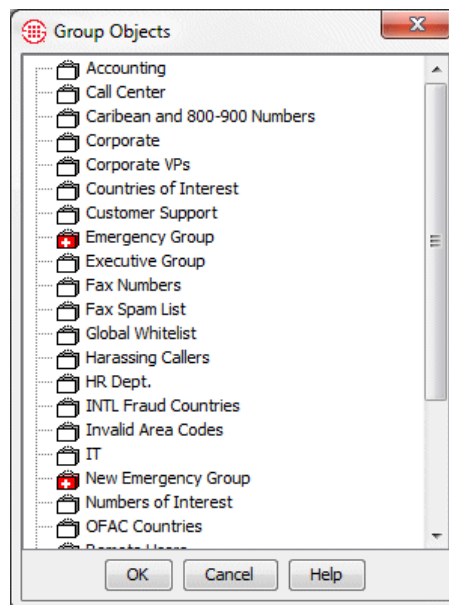 Group Objects
Accounting
Call Center
Caribean and 800-900 Numbers
Corporate
Corporate VPs
Countries of Interest
Customer Support
Emergency Group
Executive Group
Fax Numbers
Fax Spam List
Global Whitelist
Harassing Callers
HR Dept.
INTL Fraud Countries
Invalid Area Codes
IT
New Emergency Group
Numbers of Interest
OFAC Countries
OK Cancel Help